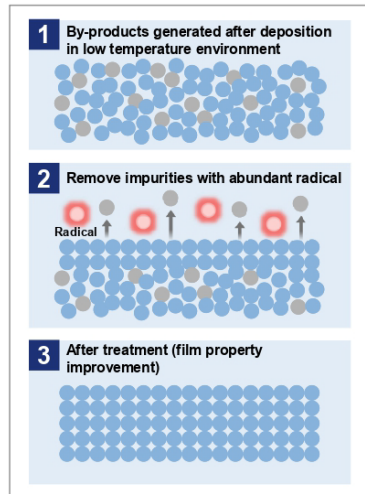 1
By-products generated after deposition
in low temperature environment
2
Remove impurities with abundant radical
Radical
3
After treatment (film property
improvement)